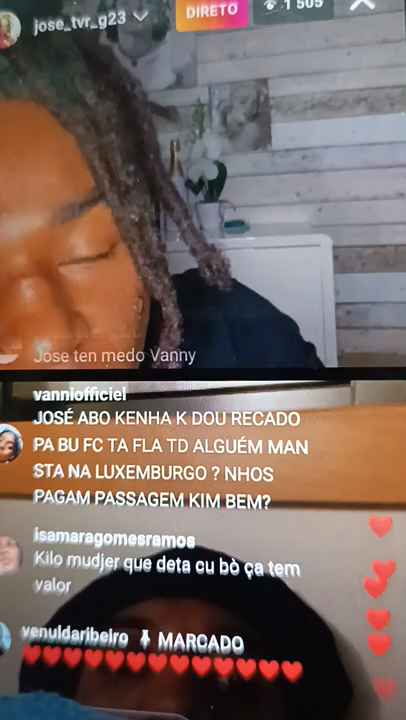 jose_tvr_g23
DIRETO
1 505
Jose ten medo Vanny
vanniofficiel
JOSÉ ABO KENHA K DOU RECADO
PA BU FC TA FLA TD ALGUÉM MAN
STA NA LUXEMBURGO ? NHOS
PAGAM PASSAGEM KIM BEM?
isamaragomesramos
Kilo mudjer que deta cu bò ça tem
valor
venuldaribeiro MARCADO